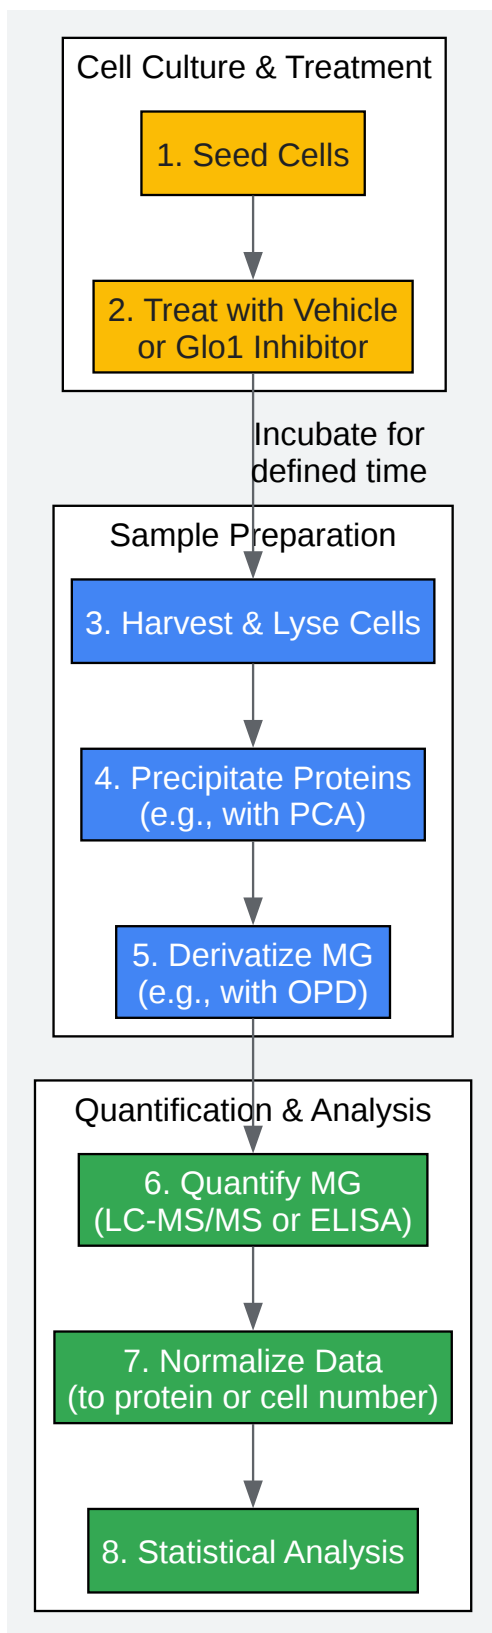 Cell Culture & Treatment
1. Seed Cells
2. Treat with Vehicle
or Glo1 Inhibitor
Incubate for
defined time
Sample Preparation
3. Harvest & Lyse Cells
4. Precipitate Proteins
(e.g., with PCA)
5. Derivatize MG
(e.g., with OPD)
Quantification & Analysis
6. Quantify MG
(LC-MS/MS or ELISA)
7. Normalize Data
(to protein or cell number)
8. Statistical Analysis